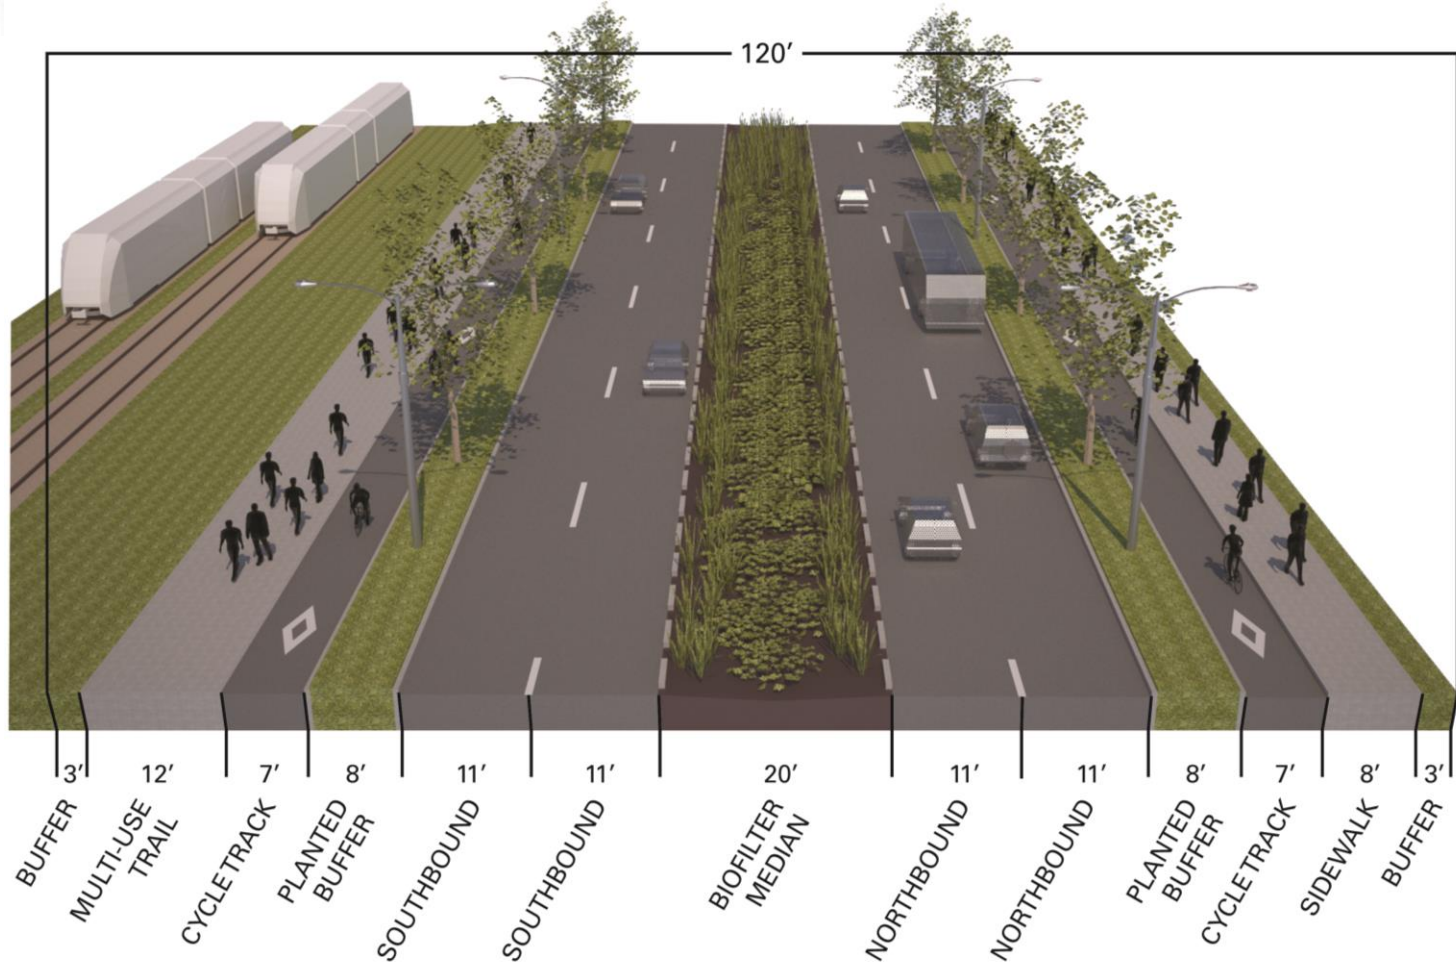 120′
3′
12′
7′
8′
11′
11′
20′
11′
11′
8′
7′
8′
3′
BUFFER
MULTI-USE
TRAIL
CYCLETRACK
PLANTED
BUFFER
SOUTHBOUND
SOUTHBOUND
BIOFILTER
MEDIAN
NORTHBOUND
NORTHBOUND
PLANTED
BUFFER
CYCLETRACK
SIDEWALK
BUFFER